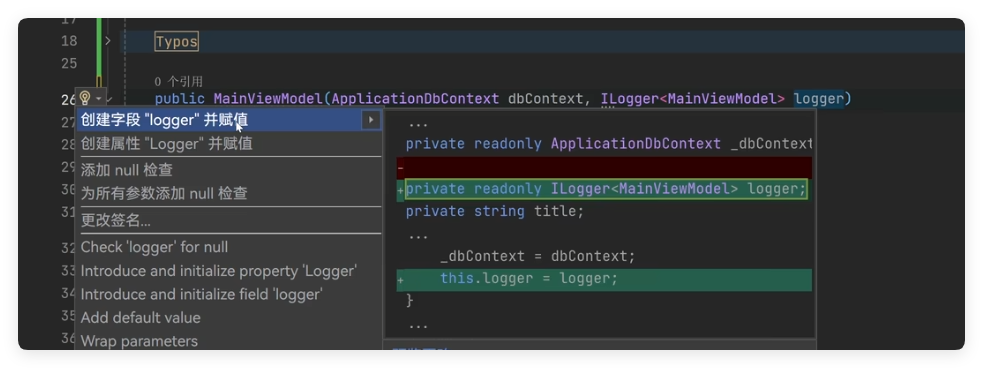 17
18 Typos
25
0 个引用
26 public MainViewModel(ApplicationDbContext dbContext, ILogger<MainViewModel> logger)
27 创建字段 "logger" 并赋值
28 创建属性 "Logger" 并赋值
29 添加 null 检查
30 为所有参数添加 null 检查
31 更改签名...
32 Check 'logger' for null
33 Introduce and initialize property 'Logger'
34 Introduce and initialize field 'logger'
35 Add default value
36 Wrap parameters
...
private readonly ApplicationDbContext _dbContext
-
+private readonly ILogger<MainViewModel> logger;
private string title;
...
_dbContext = dbContext;
+ this.logger = logger;
}
...